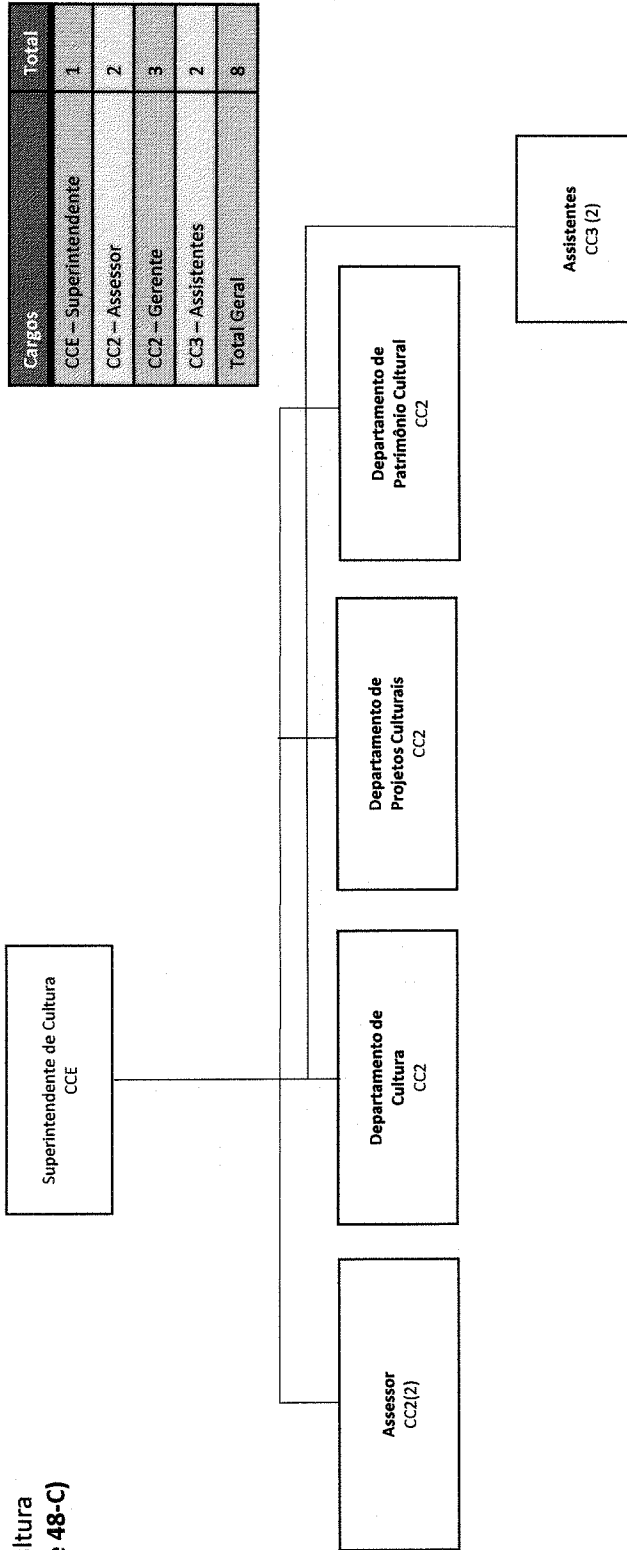 ltura
e 48-C)
Cargos Total
CCE – Superintendente 1
CC2 – Assessor 2
CC2 – Gerente 3
CC3 – Assistentes 2
Total Geral 8
Superintendente de Cultura
CCE
Assessor
CC2(2)
Departamento de
Cultura
CC2
Departamento de
Projetos Culturais
CC2
Departamento de
Patrimônio Cultural
CC2
Assistentes
CC3 (2)